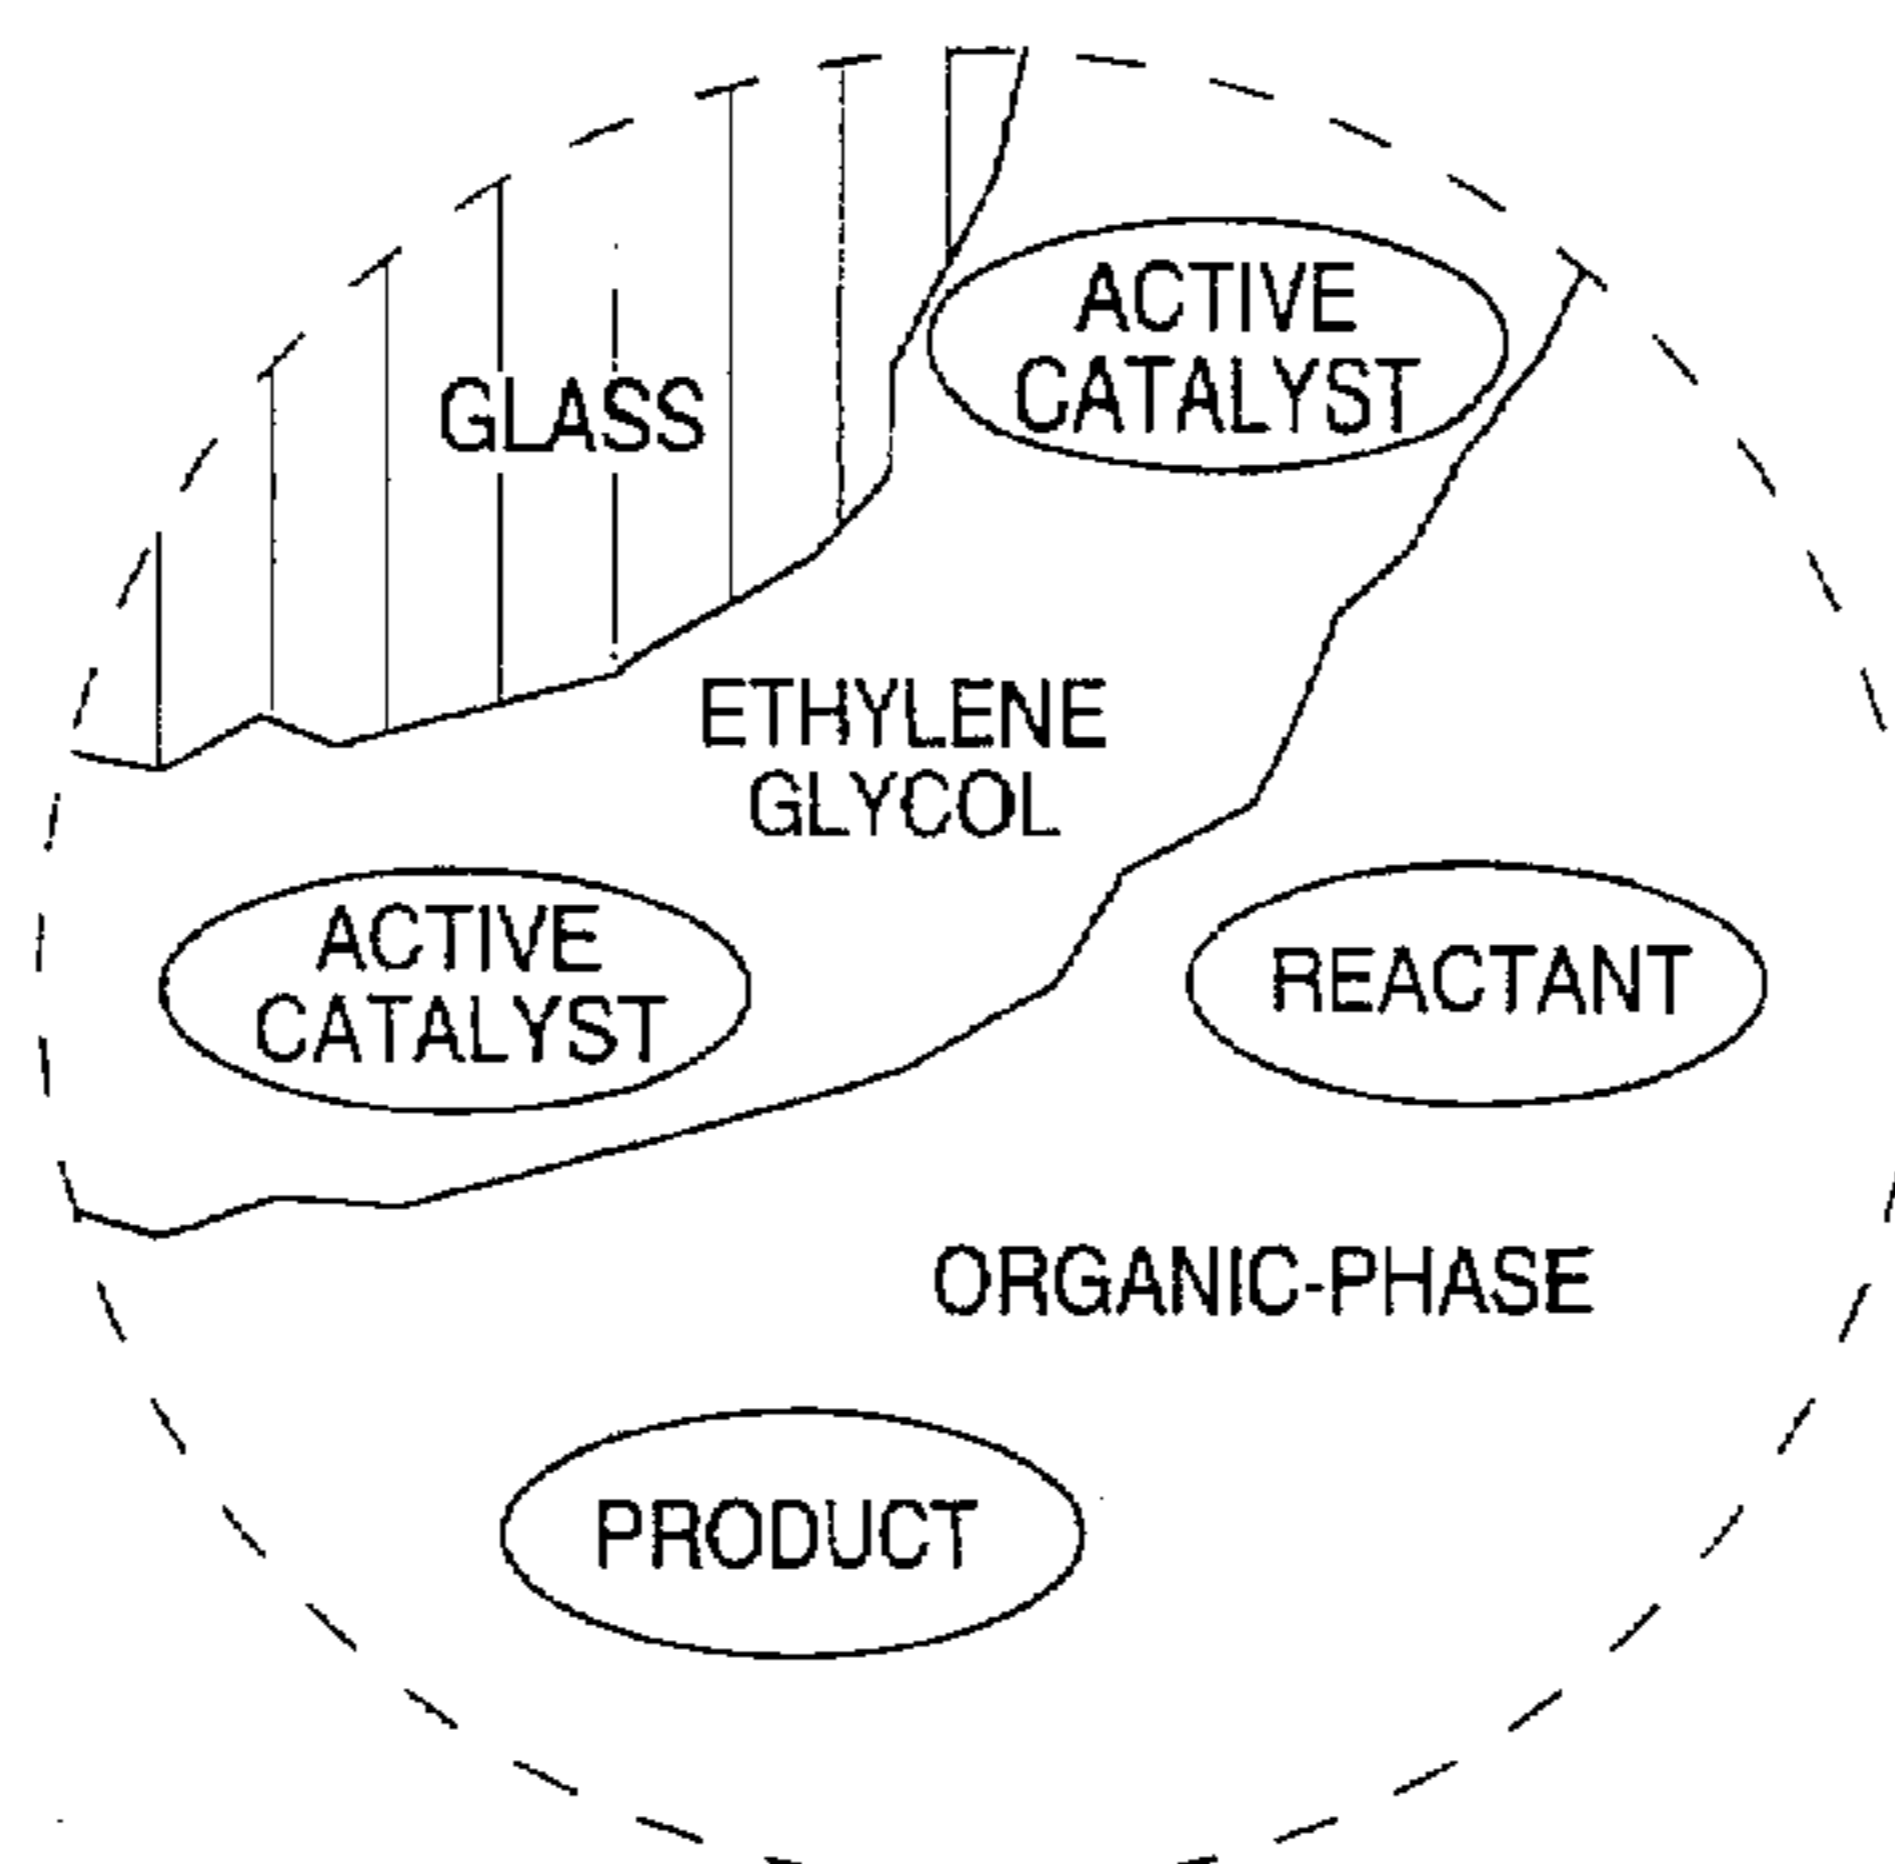 ACTIVE
CATALYST
GLASS
ETHYLENE
GLYCOL
ACTIVE
CATALYST
REACTANT
ORGANIC-PHASE
PRODUCT